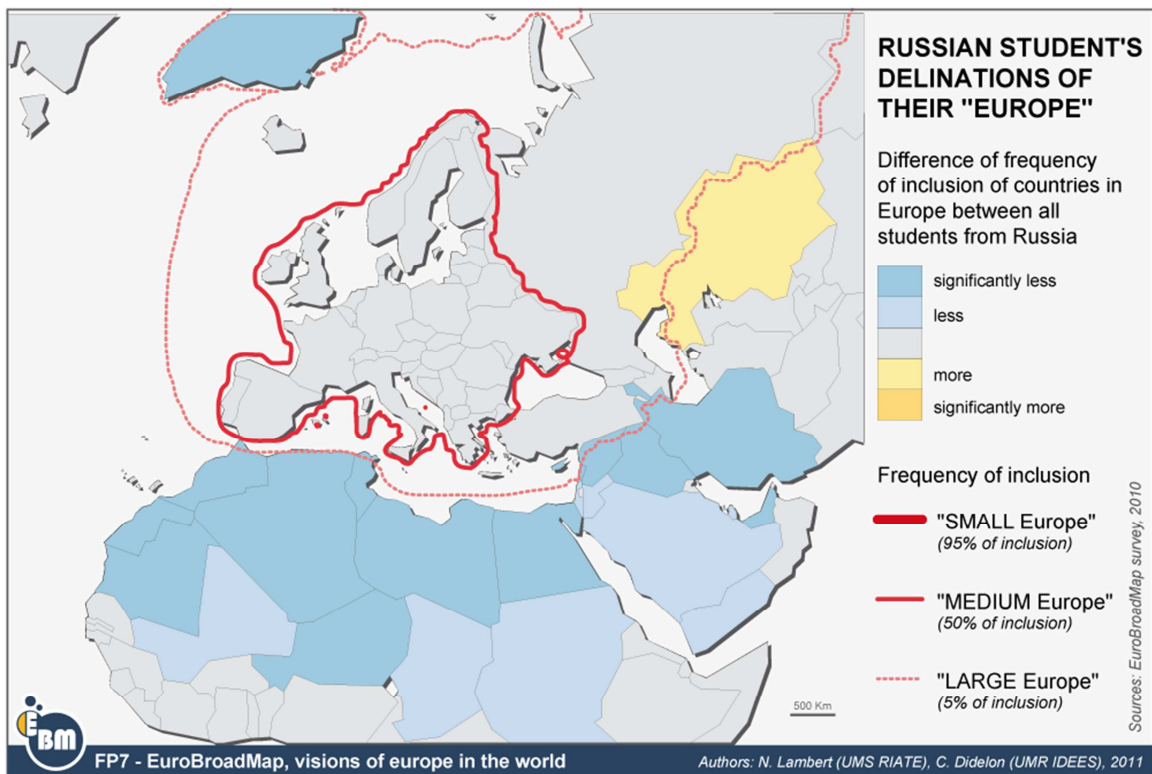 RUSSIAN STUDENT'S
DELINATIONS OF
THEIR "EUROPE"
Difference of frequency
of inclusion of countries in
Europe between all
students from Russia
significantly less
less
more
significantly more
Frequency of inclusion
"SMALL Europe"
(95% of inclusion)
"MEDIUM Europe"
(50% of inclusion)
"LARGE Europe"
(5% of inclusion)
Sources: EuroBroadMap survey, 2010
500 Km
EBM
FP7 - EuroBroadMap, visions of europe in the world
Authors: N. Lambert (UMS RIATE), C. Didelon (UMR IDEES), 2011